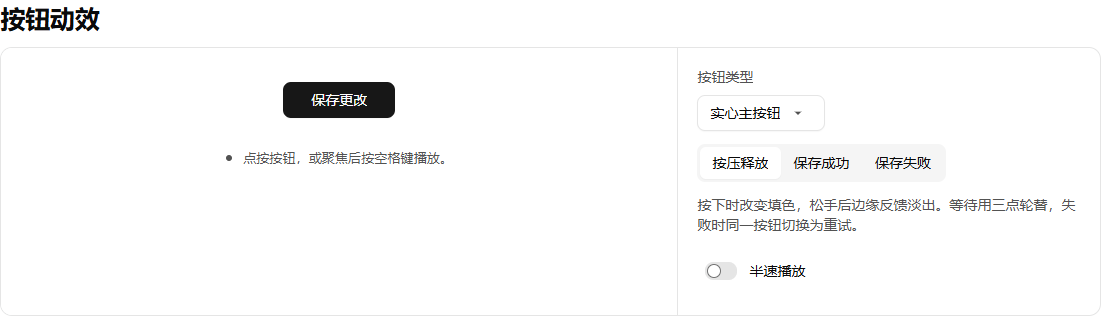 按钮动效
保存更改
点按按钮，或聚焦后按空格键播放。
按钮类型
实心主按钮
按压释放 保存成功 保存失败
按下时改变填色，松手后边缘反馈淡出。等待用三点轮替，失
败时同一按钮切换为重试。
半速播放